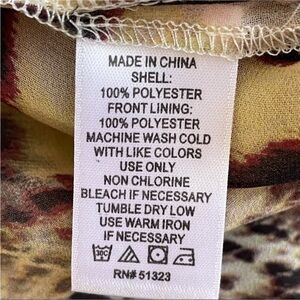 MADE IN CHINA
SHELL:
100% POLYESTER
FRONT LINING:
100% POLYESTER
MACHINE WASH COLD
WITH LIKE COLORS
USE ONLY
NON CHLORINE
BLEACH IF NECESSARY
TUMBLE DRY LOW
USE WARM IRON
IF NECESSARY
RN# 51323